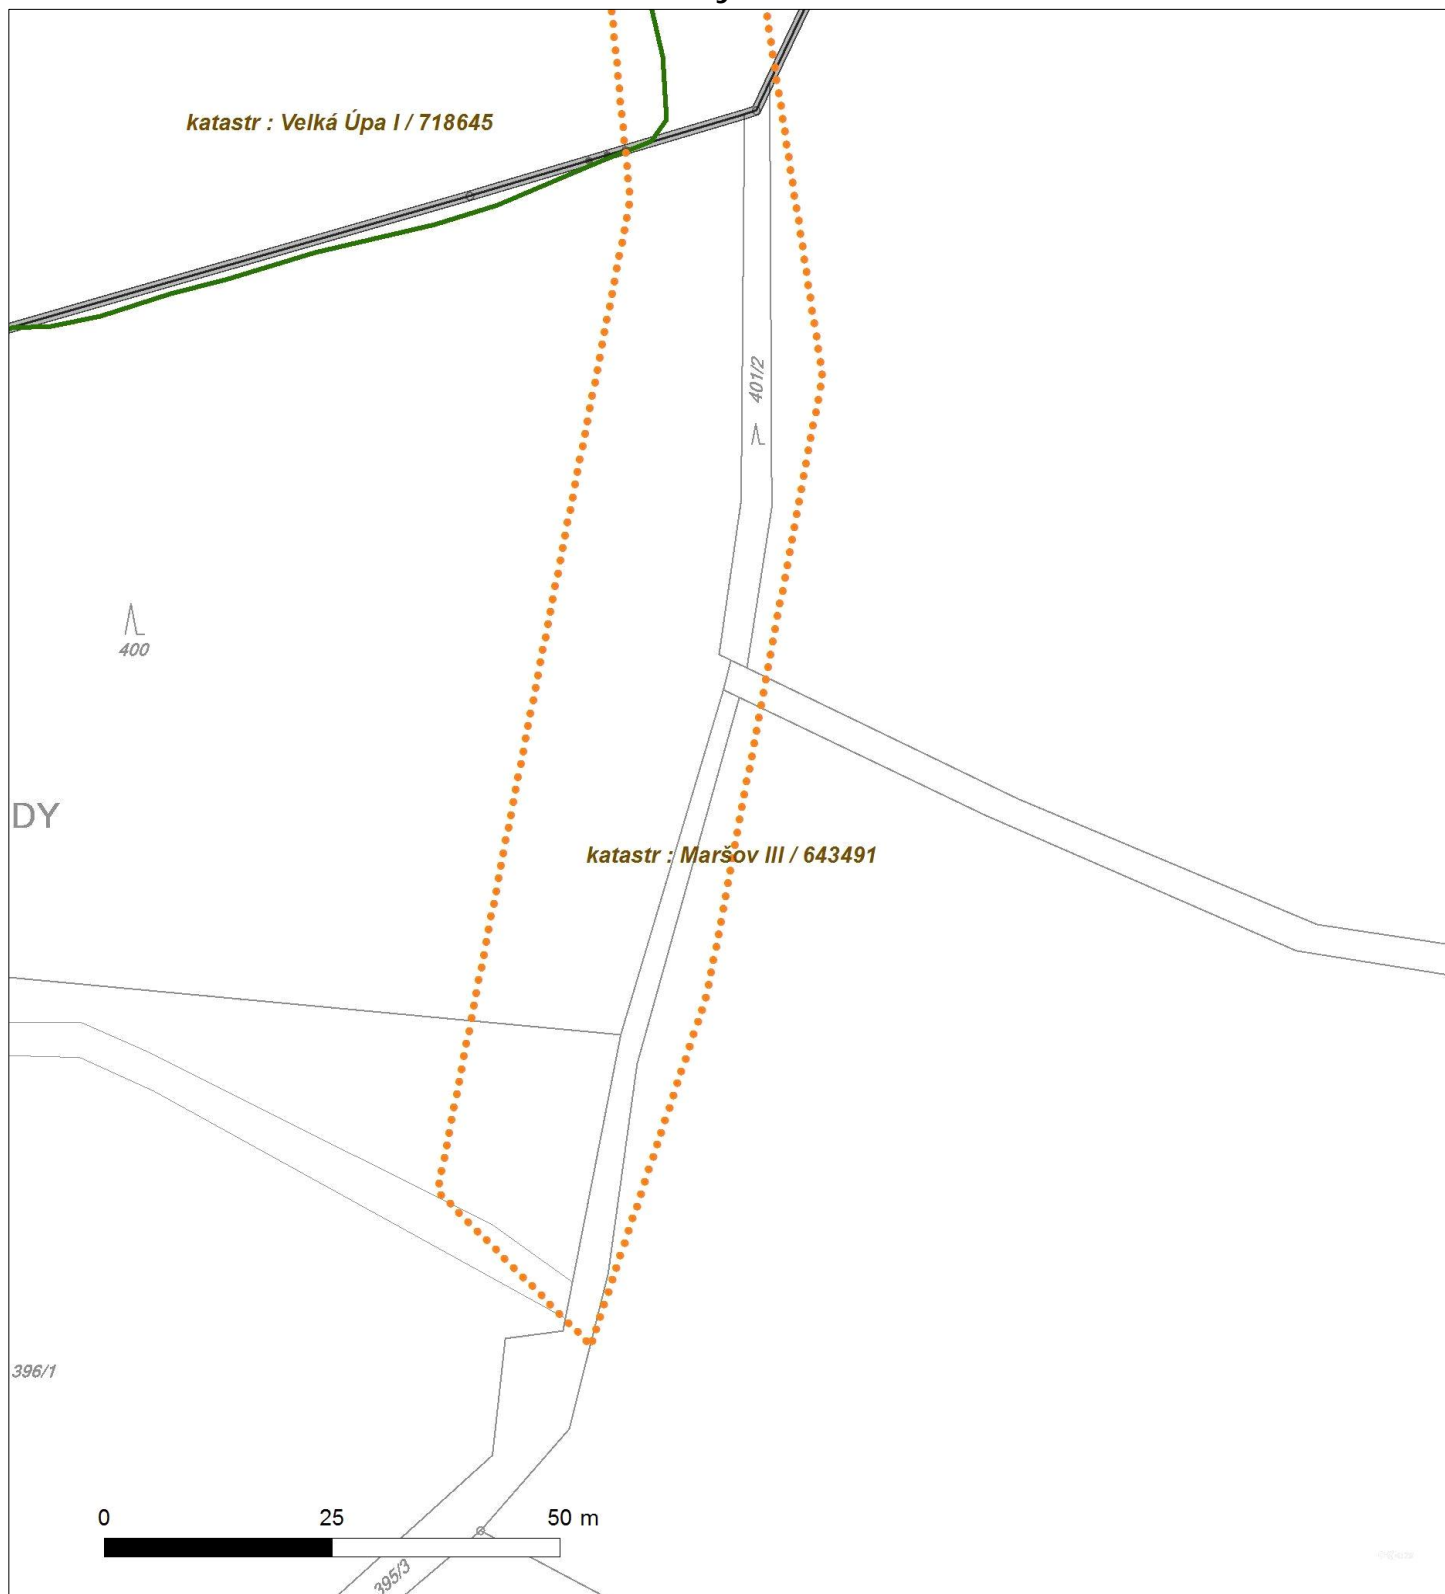 katastr : Velká Úpa I / 718645
401/2
400
DY
katastr : Maršov III / 643491
396/1
0 25 50 m
395/3